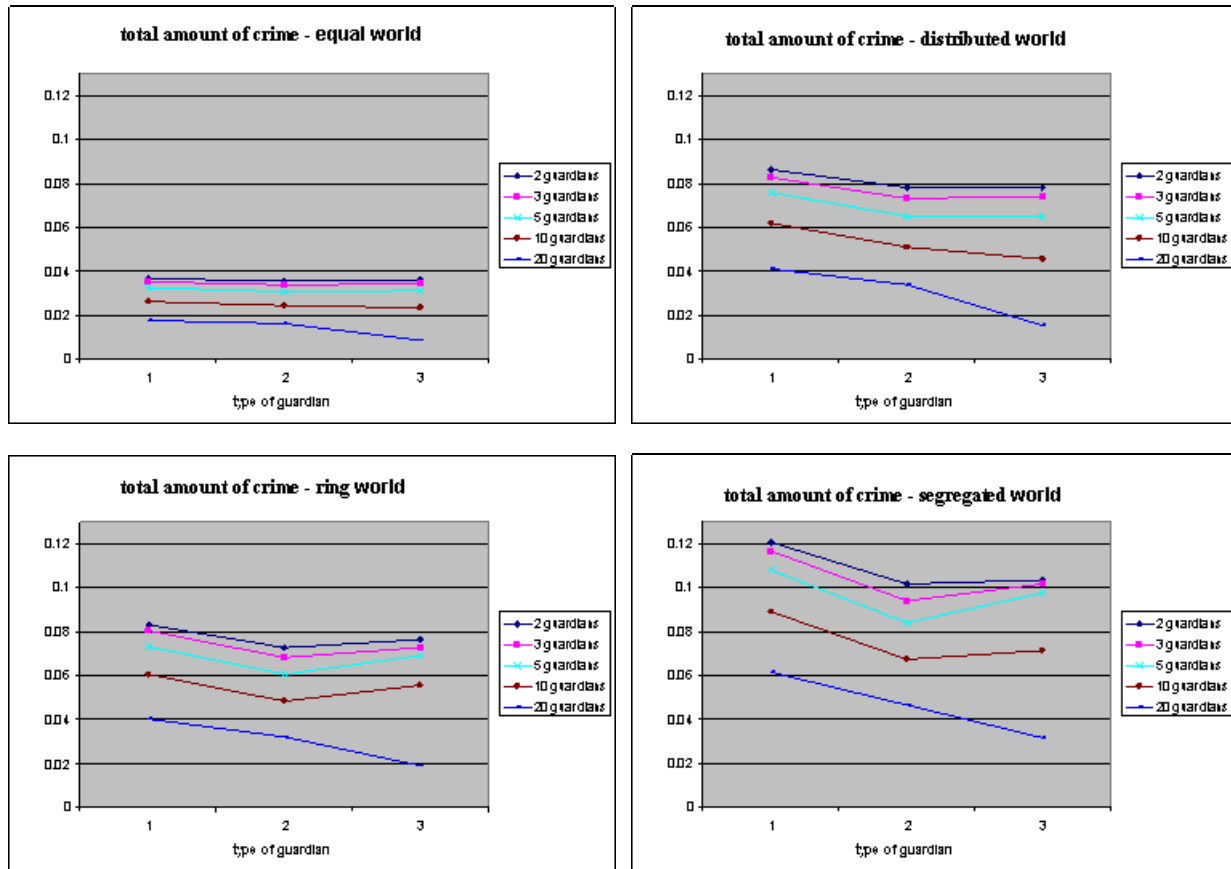 total amount of crime - equal world
0.12
0.1
0.08
0.06
0.04
0.02
0
1 2 3
type of guardian
2 guardians
3 guardians
5 guardians
10 guardians
20 guardians
total amount of crime - distributed world
0.12
0.1
0.08
0.06
0.04
0.02
0
1 2 3
type of guardian
2 guardians
3 guardians
5 guardians
10 guardians
20 guardians
total amount of crime - ring world
0.12
0.1
0.08
0.06
0.04
0.02
0
1 2 3
type of guardian
2 guardians
3 guardians
5 guardians
10 guardians
20 guardians
total amount of crime - segregated world
0.12
0.1
0.08
0.06
0.04
0.02
0
1 2 3
type of guardian
2 guardians
3 guardians
5 guardians
10 guardians
20 guardians